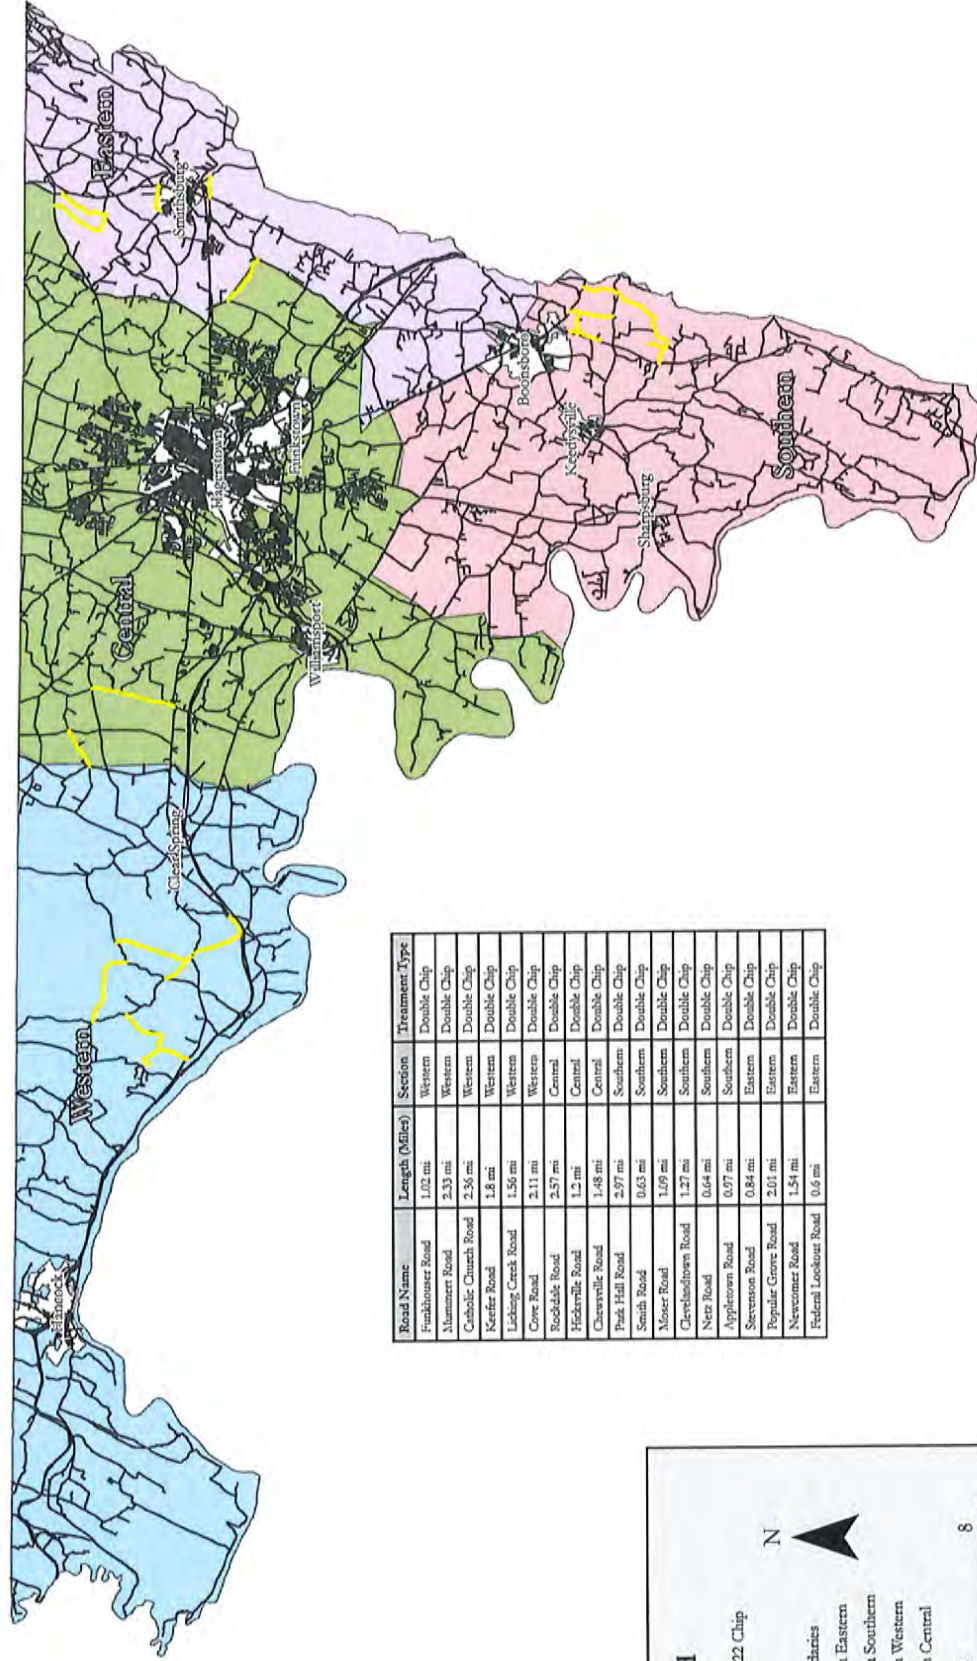 Eastern
Smithsburg
Central
Hagerstown
Funkstown
Williamsport
Boonsboro
Keedysville
Sharpsburg
Southern
Clear Spring
Western
Hancock
Road Name Length (Miles) Section Treatment Type
Funkhouser Road 1.02 mi Western Double Chip
Mummert Road 2.33 mi Western Double Chip
Catholic Church Road 2.36 mi Western Double Chip
Keefer Road 1.8 mi Western Double Chip
Licking Creek Road 1.56 mi Western Double Chip
Cove Road 2.11 mi Western Double Chip
Rockdale Road 2.57 mi Central Double Chip
Hicksville Road 1.2 mi Central Double Chip
Chewsville Road 1.48 mi Central Double Chip
Park Hall Road 2.97 mi Southern Double Chip
Smith Road 0.63 mi Southern Double Chip
Moser Road 1.09 mi Southern Double Chip
Clevelandtown Road 1.27 mi Southern Double Chip
Netz Road 0.64 mi Southern Double Chip
Appletown Road 0.97 mi Southern Double Chip
Stevenson Road 0.84 mi Eastern Double Chip
Popular Grove Road 2.01 mi Eastern Double Chip
Newcomer Road 1.54 mi Eastern Double Chip
Federal Lookout Road 0.6 mi Eastern Double Chip
22 Chip
N
daries
Eastern
Southern
Western
Central
8